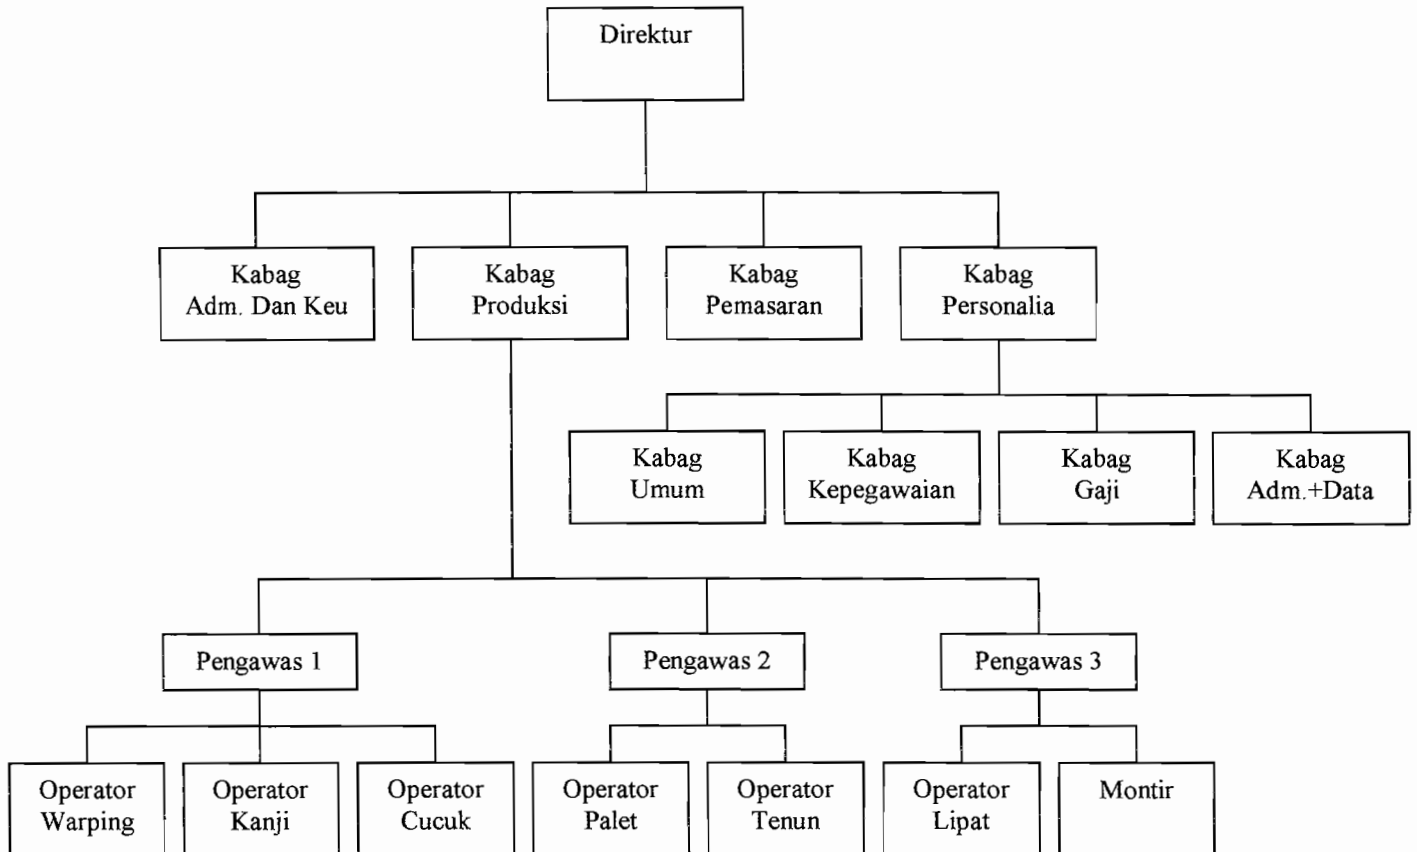 Direktur
Kabag
Adm. Dan Keu
Kabag
Produksi
Kabag
Pemasaran
Kabag
Personalia
Kabag
Umum
Kabag
Kepegawaian
Kabag
Gaji
Kabag
Adm.+Data
Pengawas 1
Pengawas 2
Pengawas 3
Operator
Warping
Operator
Kanji
Operator
Cucuk
Operator
Palet
Operator
Tenun
Operator
Lipat
Montir